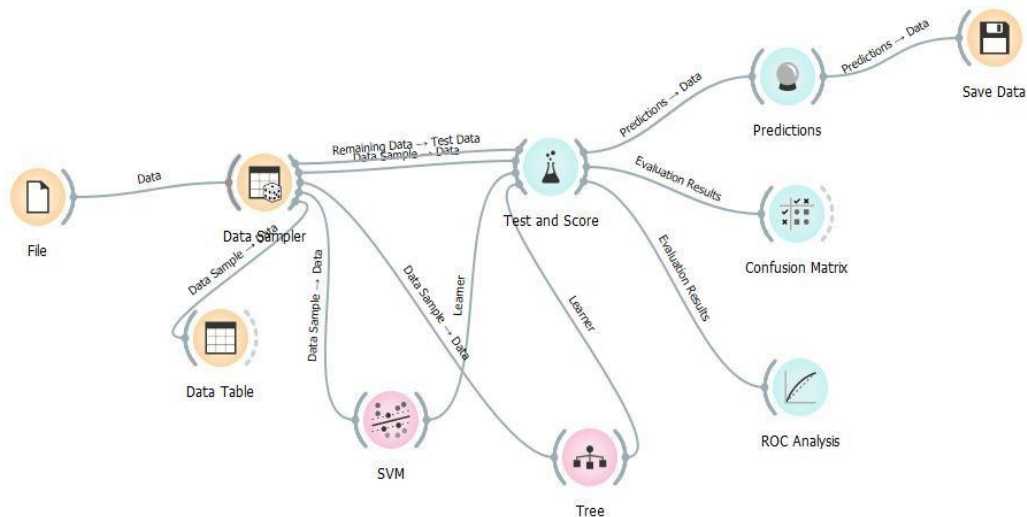 Predictions → Data
Save Data
Predictions → Data
Predictions
Remaining Data → Test Data
Data Sample → Data
Data
Evaluation Results
File
Data Sampler
Test and Score
Confusion Matrix
Data Sample → Data
Data Sample → Data
Data Sample → Data
Learner
Learner
Evaluation Results
Data Table
SVM
ROC Analysis
Tree